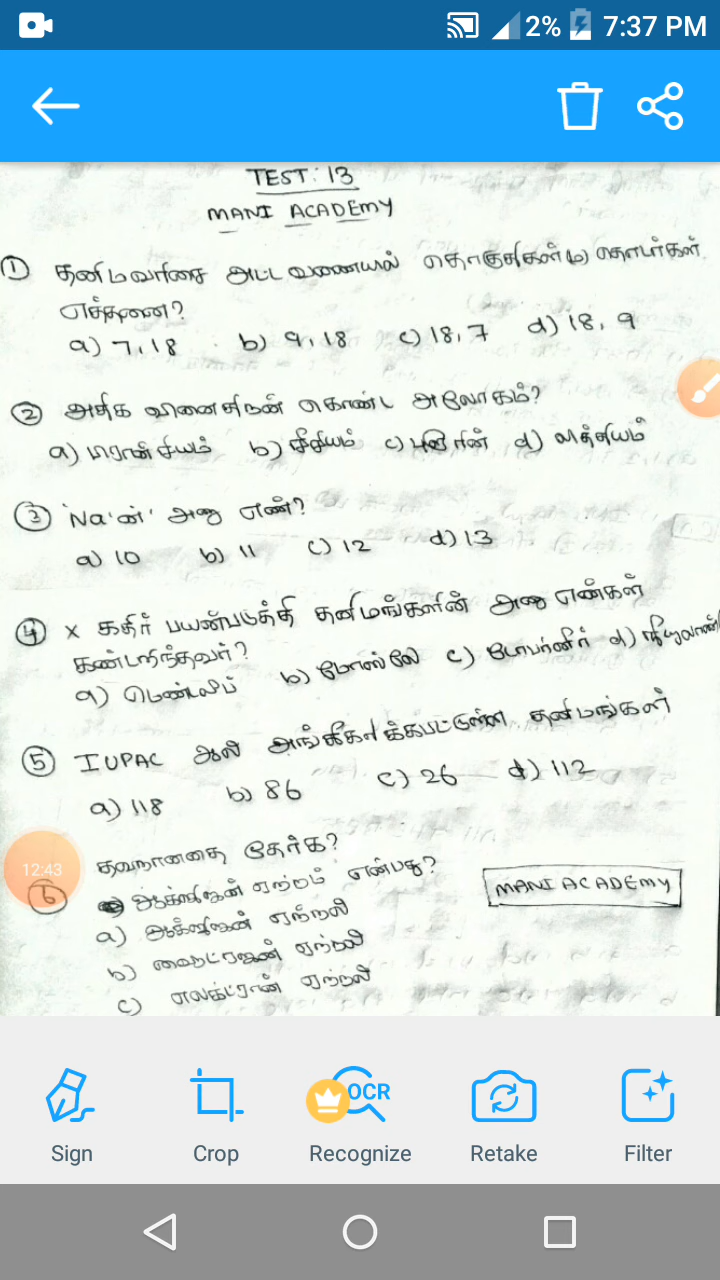 2% 7:37 PM
TEST: 13
MANI ACADEMY
① தனிமவரிசை அட்டவணையில் தொகுதிகள் (ம) தொடர்கள்
எத்தனை?
a) 7, 18 b) 9, 18 c) 18, 7 d) 18, 9
② அதிக வினைதிறன் கொண்ட அலோகம்?
a) பிரான்சியம் b) சீசியம் c) புளூரின் d) லித்தியம்
③ 'Na'ன்' அணு எண்?
a) 10 b) 11 c) 12 d) 13
④ X கதிர் பயன்படுத்தி தனிமங்களின் அணு எண்கள்
கண்டறிந்தவர்?
a) மெண்டலீப் b) மோஸ்லே c) டோபர்னீர் d) நியூலாண்ட்
⑤ IUPAC ஆல் அங்கீகரிக்கப்பட்டுள்ள தனிமங்கள்
a) 118 b) 86 c) 26 d) 112
தவறானதை தேர்க?
12:43
⑥ ஆக்ஸிஜன் ஏற்றம் என்பது?
MANI ACADEMY
a) ஆக்ஸிஜன் ஏற்றல்
b) ஹைட்ரஜன் ஏற்றல்
c) எலக்ட்ரான் ஏற்றல்
Sign Crop OCR Recognize Retake Filter